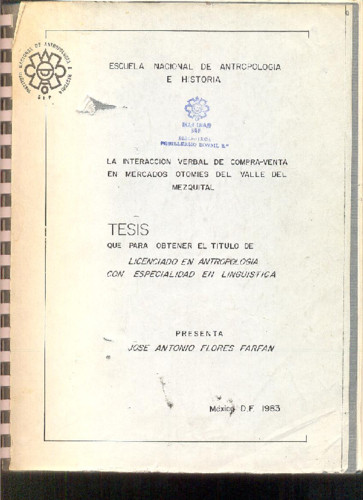 ESCUELA NACIONAL DE ANTROPOLOGIA
E HISTORIA
LA INTERACCION VERBAL DE COMPRA-VENTA
EN MERCADOS OTOMIES DEL VALLE DEL
MEZQUITAL
TESIS
QUE PARA OBTENER EL TITULO DE
LICENCIADO EN ANTROPOLOGIA
CON ESPECIALIDAD EN LINGUISTICA
PRESENTA
JOSE ANTONIO FLORES FARFAN
México D.F. 1983